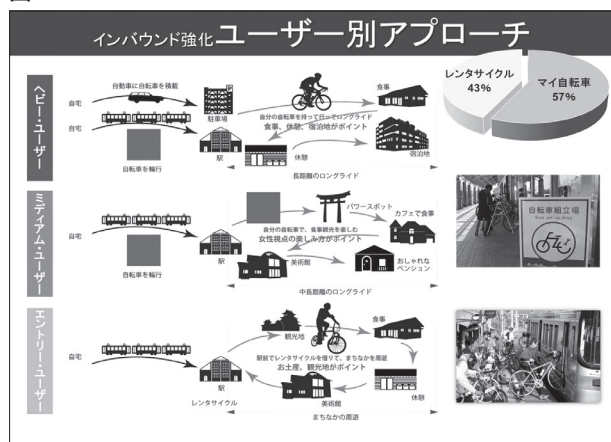 インバウンド強化 ユーザー別アプローチ
ヘビー・ユーザー
自宅
自動車に自転車を積載
自宅
自転車を輪行
駐車場
駅
食事
自分の自転車を持って行ってロングライド
食事、休憩、宿泊地がポイント
休憩
宿泊地
長距離のロングライド
レンタサイクル
43%
マイ自転車
57%
ミディアム・ユーザー
自宅
自転車を輪行
駅
パワースポット
カフェで食事
自分の自転車で、食事観光を楽しむ
女性視点の楽しみ方がポイント
美術館
おしゃれな
ペンション
中長距離のロングライド
自転車組立場
エントリー・ユーザー
自宅
駅
レンタサイクル
観光地
食事
駅前でレンタサイクルを借りて、まちなかを周遊
お土産、観光地がポイント
美術館
休憩
まちなかの周遊